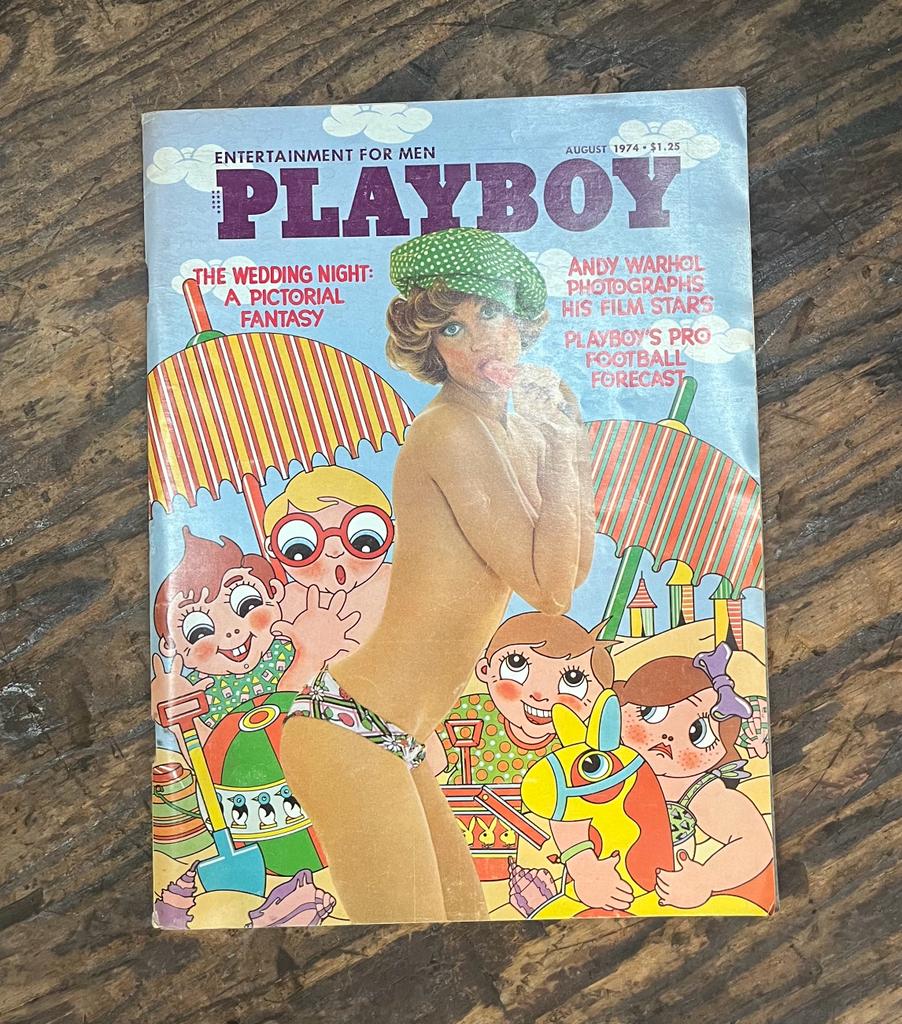 ENTERTAINMENT FOR MEN
AUGUST 1974 • $1.25
PLAYBOY
THE WEDDING NIGHT:
A PICTORIAL
FANTASY
ANDY WARHOL
PHOTOGRAPHS
HIS FILM STARS
PLAYBOY'S PRO
FOOTBALL
FORECAST